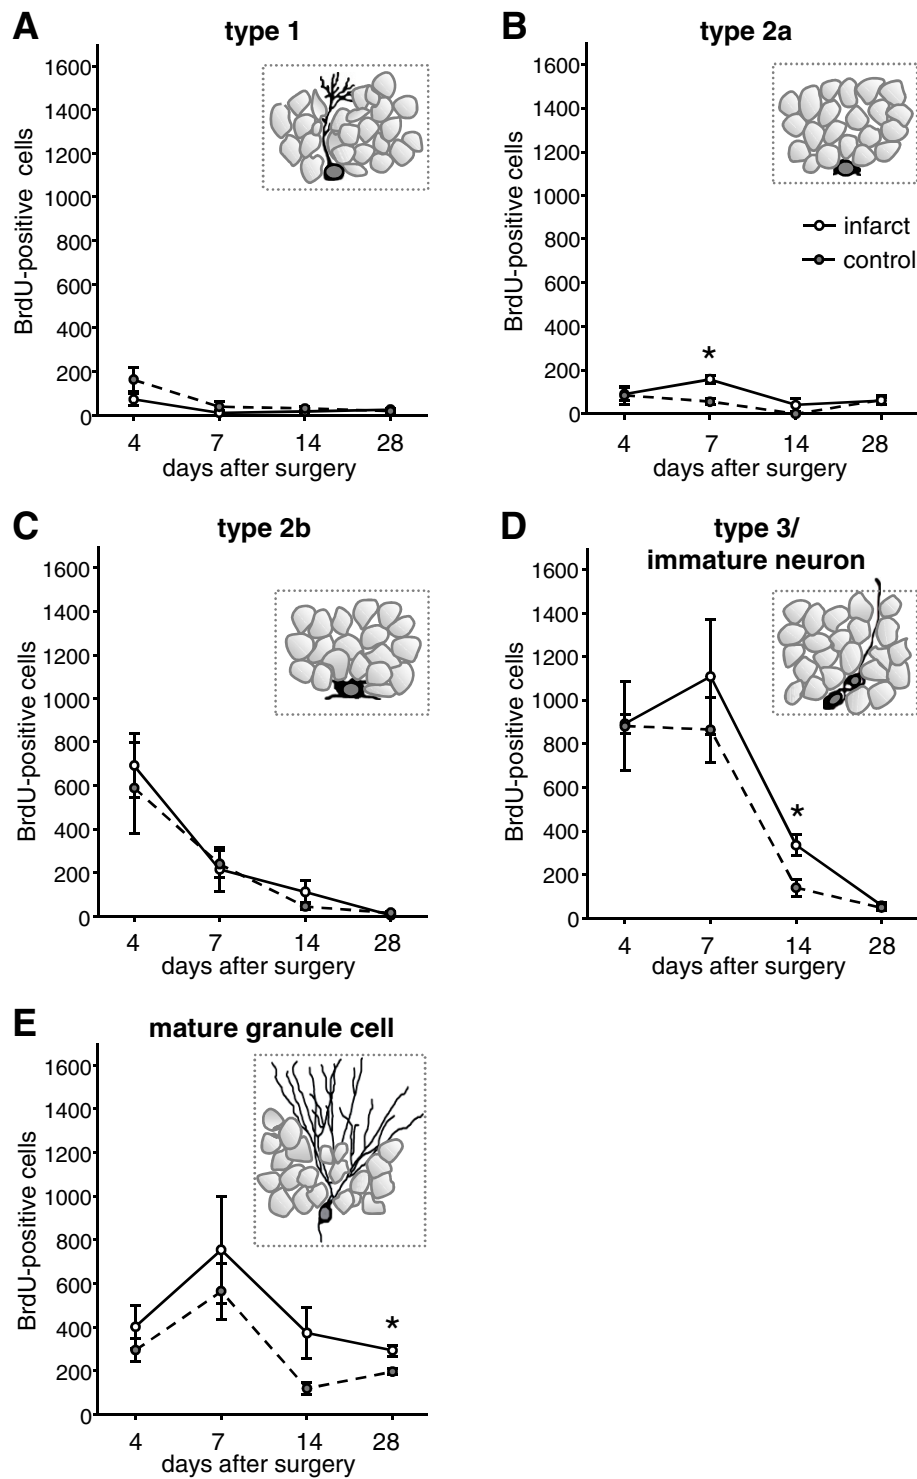 A
type 1
1600
1400
1200
1000
800
600
400
200
0
BrdU-positive cells
4 7 14 28
days after surgery
B
type 2a
1600
1400
1200
1000
800
600
400
200
0
BrdU-positive cells
infarct
control
*
4 7 14 28
days after surgery
C
type 2b
1600
1400
1200
1000
800
600
400
200
0
BrdU-positive cells
4 7 14 28
days after surgery
D
type 3/
immature neuron
1600
1400
1200
1000
800
600
400
200
0
BrdU-positive cells
*
4 7 14 28
days after surgery
E
mature granule cell
1600
1400
1200
1000
800
600
400
200
0
BrdU-positive cells
*
4 7 14 28
days after surgery